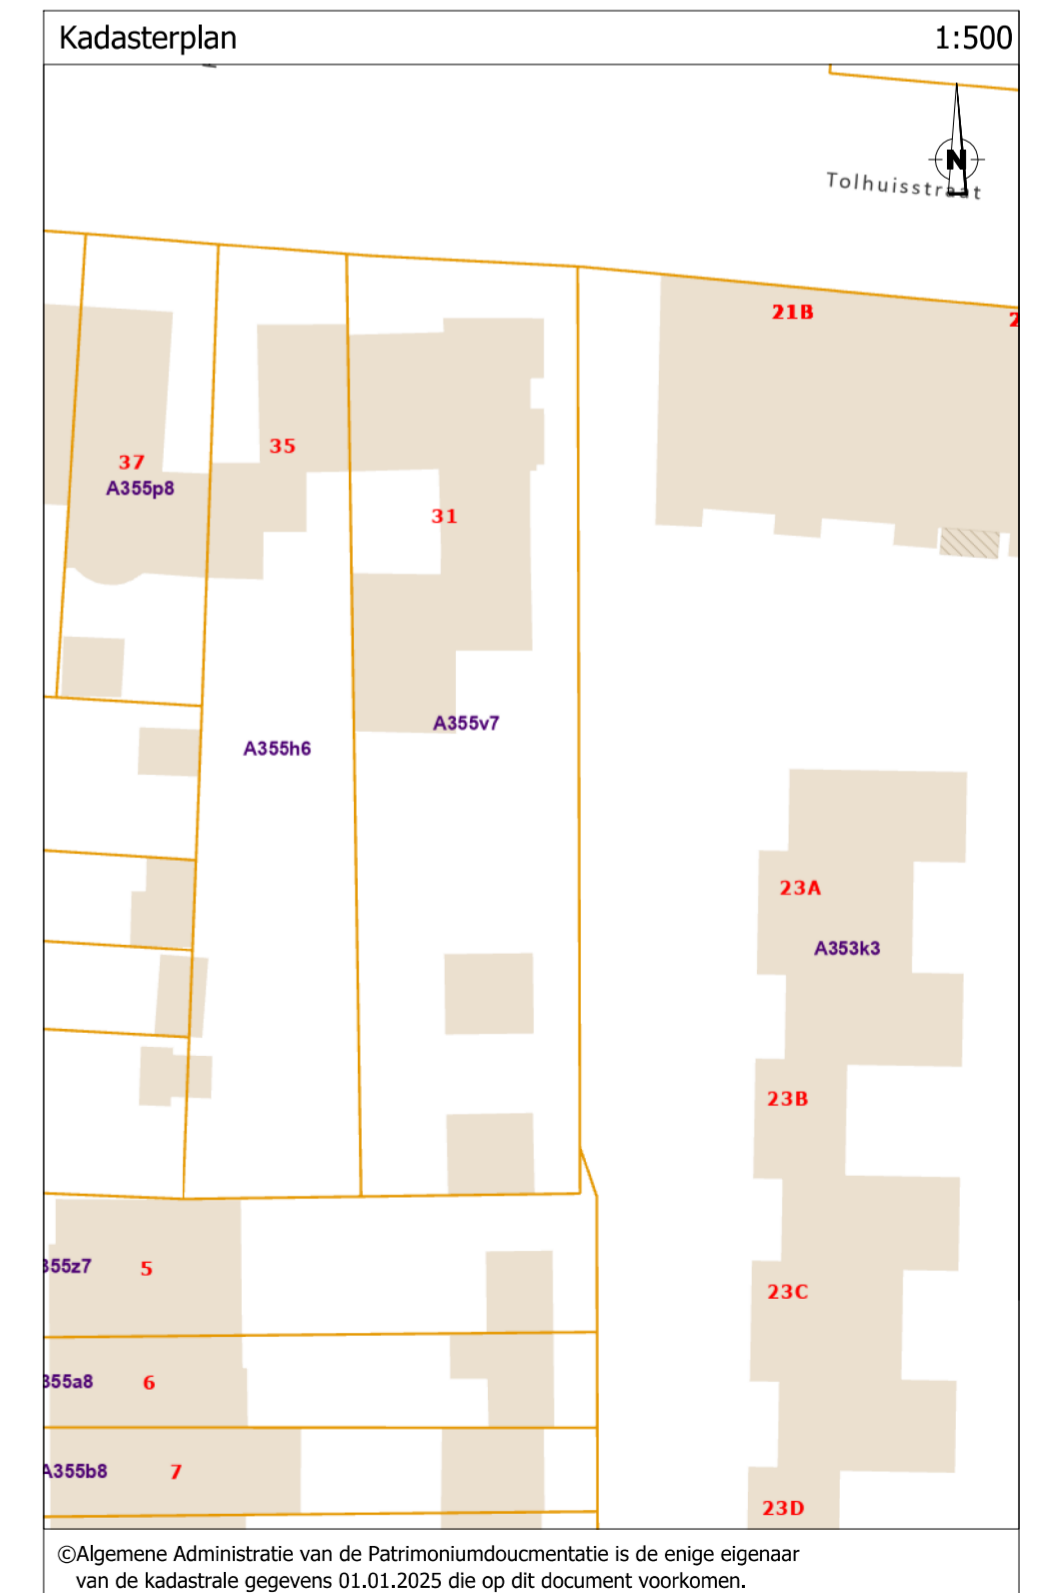 Kadasterplan 1:500
N
Tolhuisstraat
21B
35
37
A355p8
31
A355v7
A355h6
23A
A353k3
23B
355z7 5
23C
355a8 6
A355b8 7
23D
©Algemene Administratie van de Patrimoniumdoucmentatie is de enige eigenaar
van de kadastrale gegevens 01.01.2025 die op dit document voorkomen.